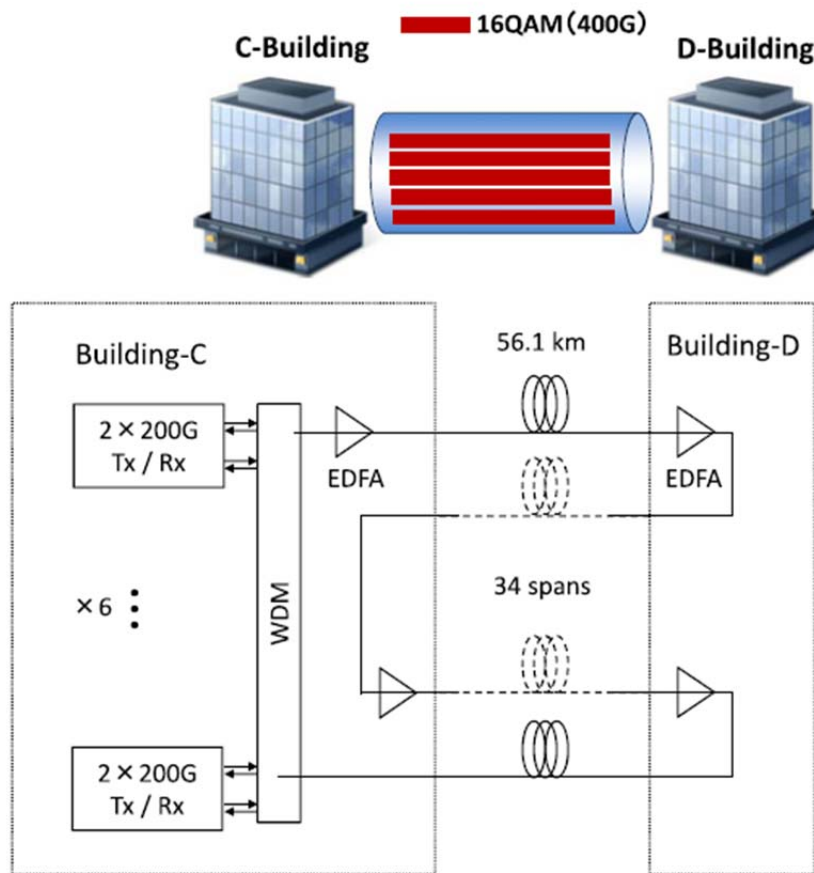 16QAM(400G)
C-Building
D-Building
Building-C
56.1 km
Building-D
2×200G
Tx / Rx
EDFA
EDFA
×6
WDM
34 spans
2×200G
Tx / Rx